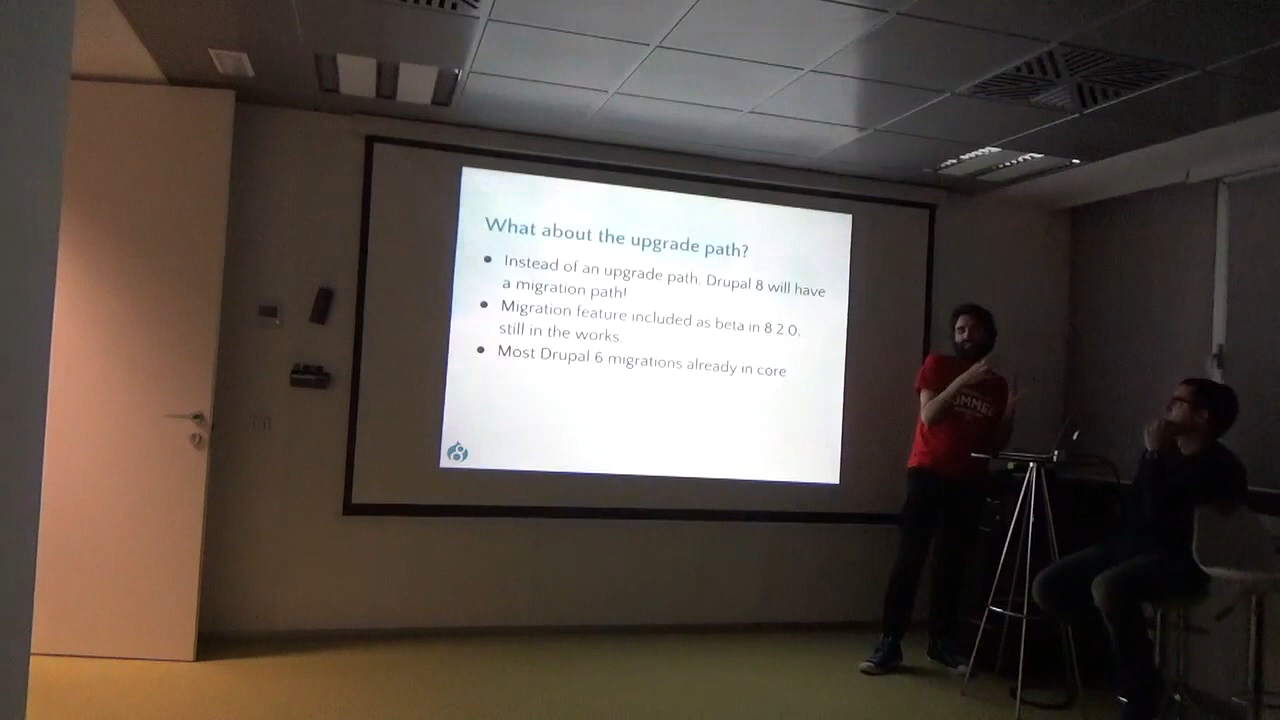 What about the upgrade path?
Instead of an upgrade path, Drupal 8 will have
a migration path!
Migration feature included as beta in 8.2.0,
still in the works.
Most Drupal 6 migrations already in core
8